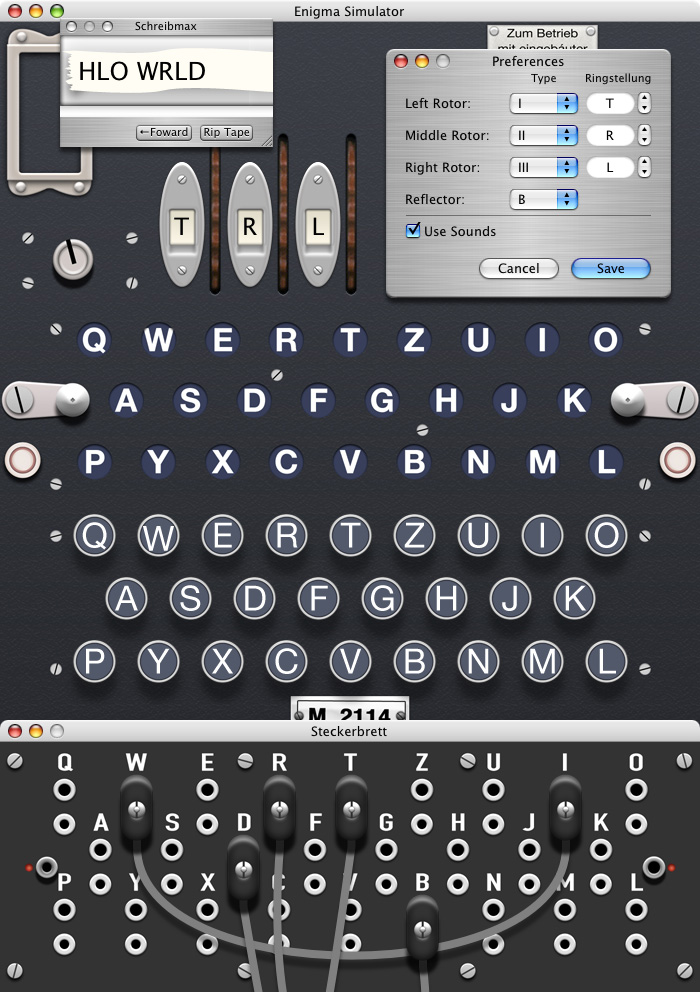 Enigma Simulator
Schreibmax
HLO WRLD
←Foward
Rip Tape
Zum Betrieb
mit eingebauter
Preferences
Type
Ringstellung
Left Rotor:
I
T
Middle Rotor:
II
R
Right Rotor:
III
L
Reflector:
B
Use Sounds
Cancel
Save
T R L
Q W E R T Z U I O
A S D F G H J K
P Y X C V B N M L
Q W E R T Z U I O
A S D F G H J K
P Y X C V B N M L
M 2114
Steckerbrett
Q W E R T Z U I O
A S D F G H J K
P Y X C V B N M L